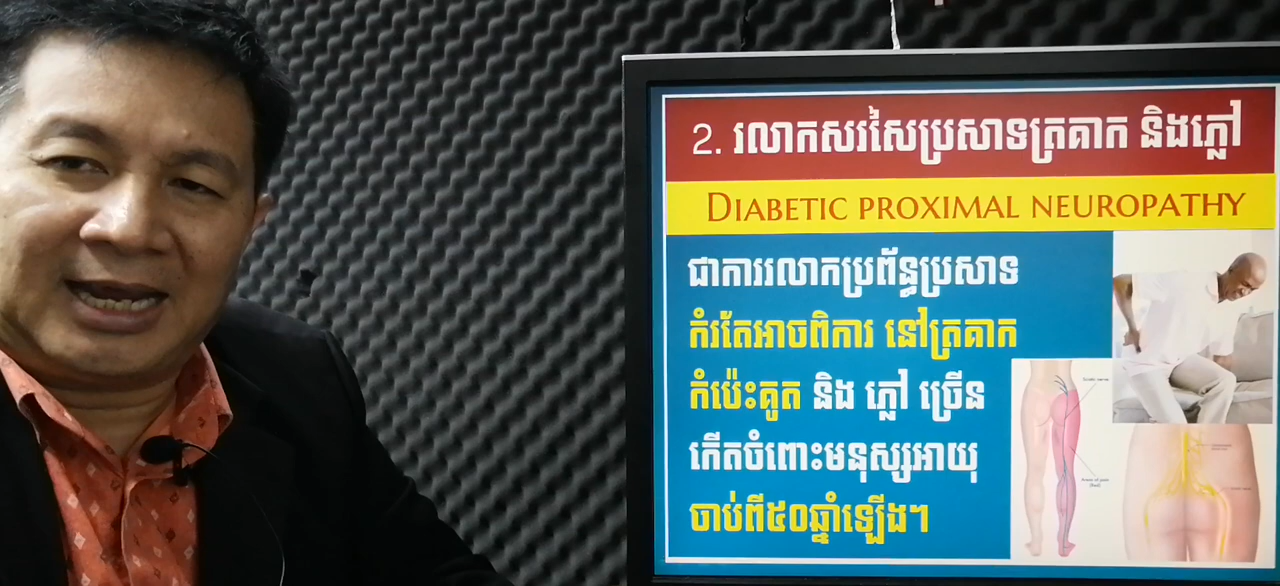 2. រលាកសរសៃប្រសាទត្រគាក និងភ្លៅ
DIABETIC PROXIMAL NEUROPATHY
ជាការរលាកប្រព័ន្ធប្រសាទ
កំរតែអាចពិការ នៅត្រគាក
កំប៉េះគូត និង ភ្លៅ ច្រើន
កើតចំពោះមនុស្សអាយុ
ចាប់ពី៥០ឆ្នាំឡើង។
Sciatic nerve